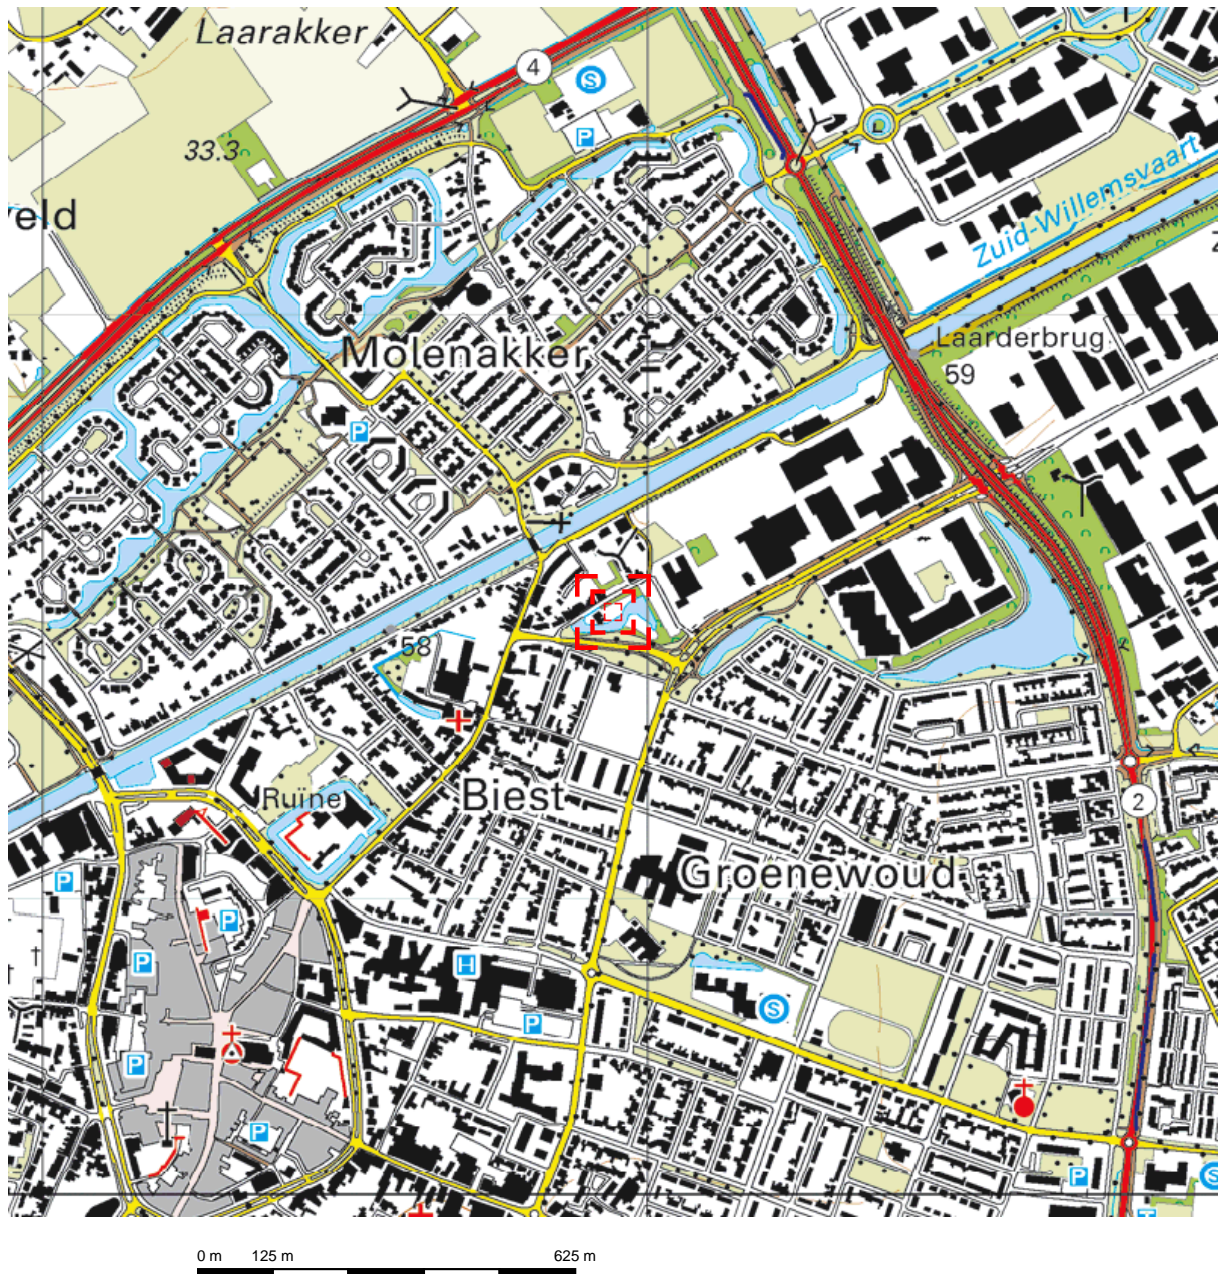 Laarakker
4
S
P
33.3
eld
Zuid-Willemsvaart
Molenakker
Laarderbrug
59
P
58
2
Ruïne
Biest
Groenewoud
P
P
P
H
P
S
P
P
P
S
0 m 125 m 625 m